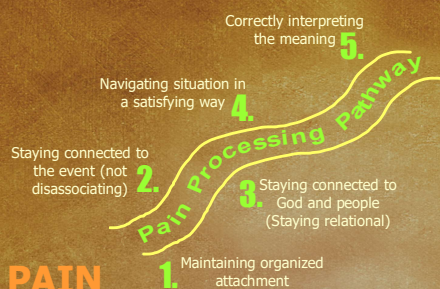 Correctly interpreting
the meaning 5.
Navigating situation in
a satisfying way 4.
Pain Processing Pathway
Staying connected to
the event (not
disassociating) 2.
3. Staying connected to
God and people
(Staying relational)
PAIN
1. Maintaining organized
attachment